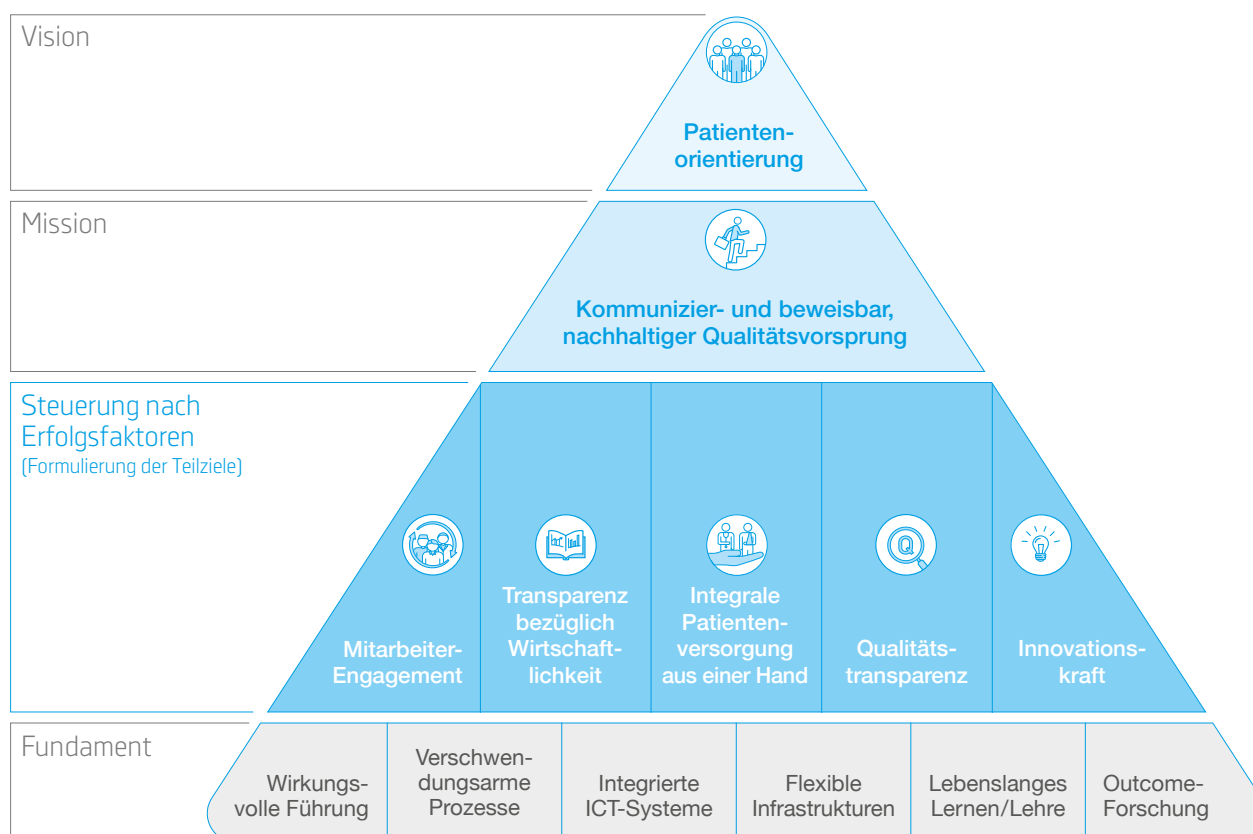 Vision
Patienten-
orientierung
Mission
Kommunizier- und beweisbar,
nachhaltiger Qualitätsvorsprung
Steuerung nach
Erfolgsfaktoren
(Formulierung der Teilziele)
Mitarbeiter-
Engagement
Transparenz
bezüglich
Wirtschaft-
lichkeit
Integrale
Patienten-
versorgung
aus einer Hand
Q
Qualitäts-
transparenz
Innovations-
kraft
Fundament
Wirkungs-
volle Führung
Verschwen-
dungsarme
Prozesse
Integrierte
ICT-Systeme
Flexible
Infrastrukturen
Lebenslanges
Lernen/Lehre
Outcome-
Forschung